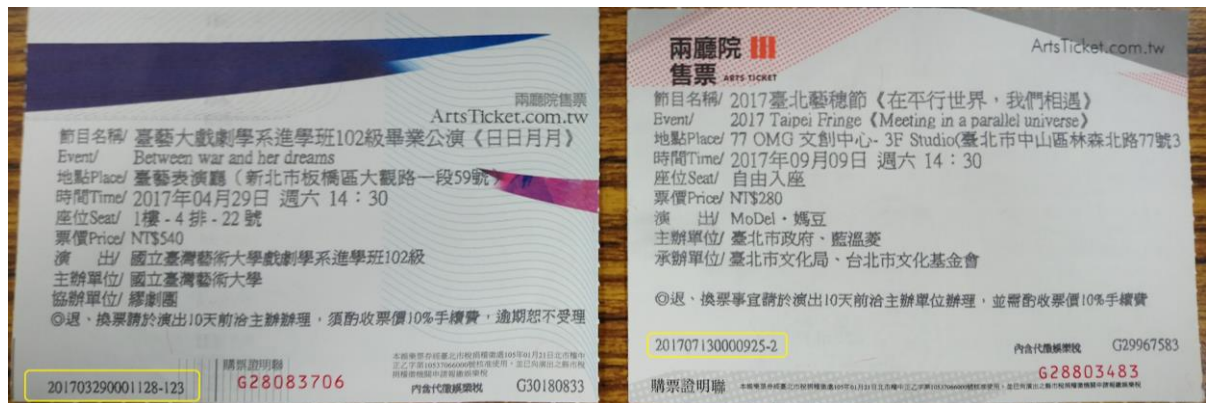 兩廳院售票
ArtsTicket.com.tw
節目名稱/ 臺藝大戲劇學系進學班102級畢業公演《日日月月》
Event/ Between war and her dreams
地點Place/ 臺藝表演廳（新北市板橋區大觀路一段59號）
時間Time/ 2017年04月29日 週六 14：30
座位Seat/ 1樓 - 4 排 - 22 號
票價Price/ NT$540
演 出/ 國立臺灣藝術大學戲劇學系進學班102級
主辦單位/ 國立臺灣藝術大學
協辦單位/ 繆劇團
◎退、換票請於演出10天前洽主辦辦理，須酌收票價10%手續費，逾期恕不受理
201703290001128-123
購票證明聯
G28083706
內含代徵娛樂稅
G30180833
兩廳院
售票 ARTS TICKET
ArtsTicket.com.tw
節目名稱/ 2017臺北藝穗節《在平行世界，我們相遇》
Event/ 2017 Taipei Fringe《Meeting in a parallel universe》
地點Place/ 77 OMG 文創中心- 3F Studio(臺北市中山區林森北路77號3
時間Time/ 2017年09月09日 週六 14：30
座位Seat/ 自由入座
票價Price/ NT$280
演 出/ MoDel・媽豆
主辦單位/ 臺北市政府、藍溫菱
承辦單位/ 臺北市文化局、台北市文化基金會
◎退、換票事宜請於演出10天前洽主辦單位辦理，並需酌收票價10%手續費
201707130000925-2
內含代徵娛樂稅
G29967583
G28803483
購票證明聯